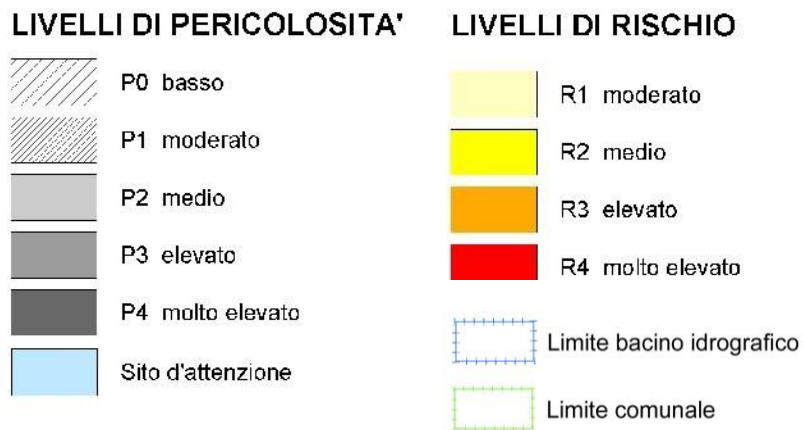 LIVELLI DI PERICOLOSITA'
P0 basso
P1 moderato
P2 medio
P3 elevato
P4 molto elevato
Sito d'attenzione
LIVELLI DI RISCHIO
R1 moderato
R2 medio
R3 elevato
R4 molto elevato
Limite bacino idrografico
Limite comunale